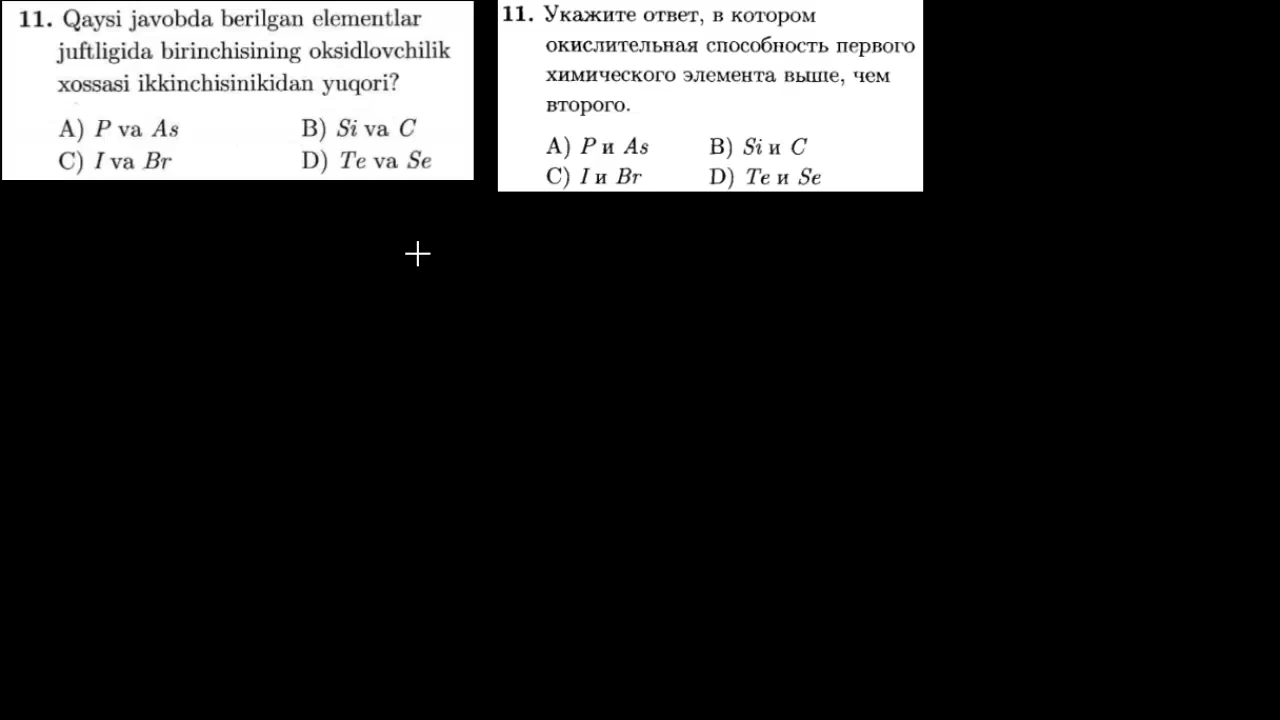 11. Qaysi javobda berilgan elementlar
juftligida birinchisining oksidlovchilik
xossasi ikkinchisinikidan yuqori?
A) P va As B) Si va C
C) I va Br D) Te va Se
11. Укажите ответ, в котором
окислительная способность первого
химического элемента выше, чем
второго.
A) P и As B) Si и C
C) I и Br D) Te и Se